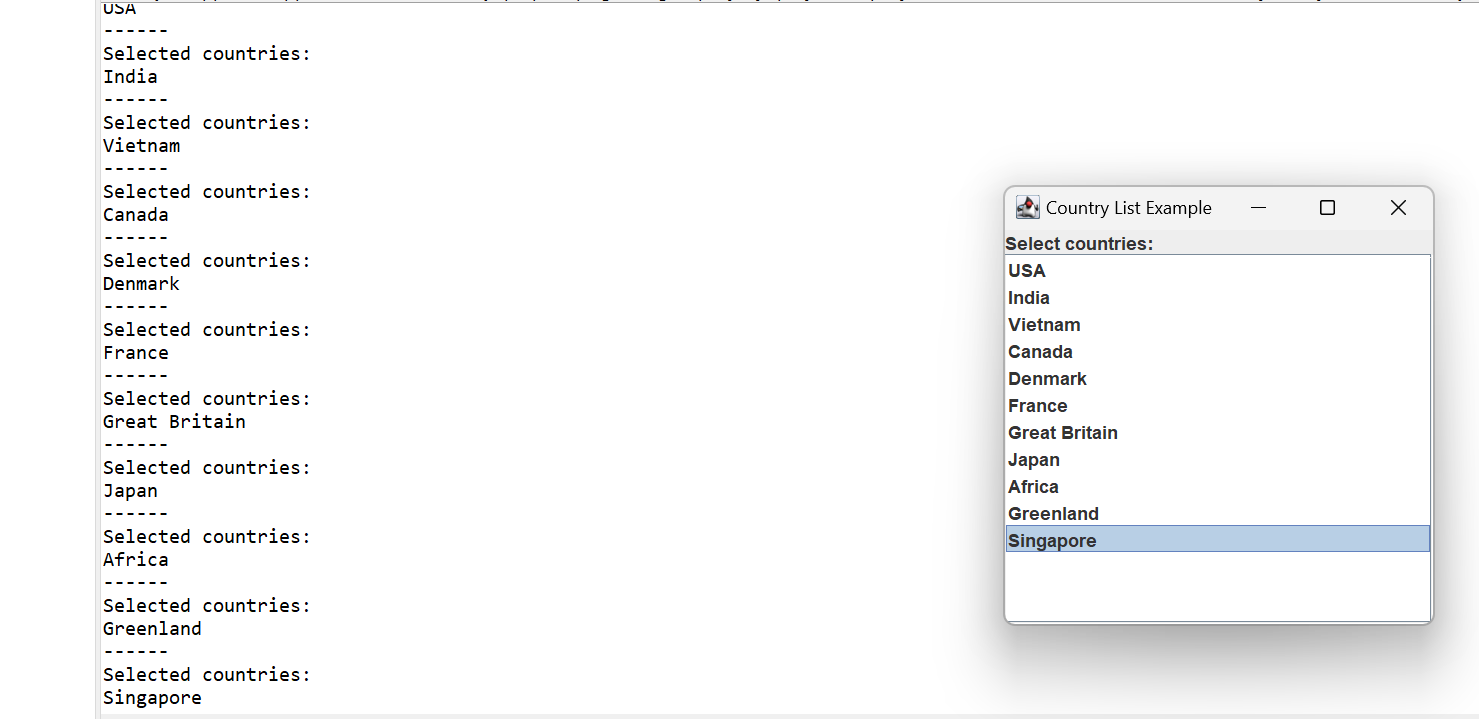 USA
------
Selected countries:
India
------
Selected countries:
Vietnam
------
Selected countries:
Canada
------
Selected countries:
Denmark
------
Selected countries:
France
------
Selected countries:
Great Britain
------
Selected countries:
Japan
------
Selected countries:
Africa
------
Selected countries:
Greenland
------
Selected countries:
Singapore
Country List Example
Select countries:
USA
India
Vietnam
Canada
Denmark
France
Great Britain
Japan
Africa
Greenland
Singapore